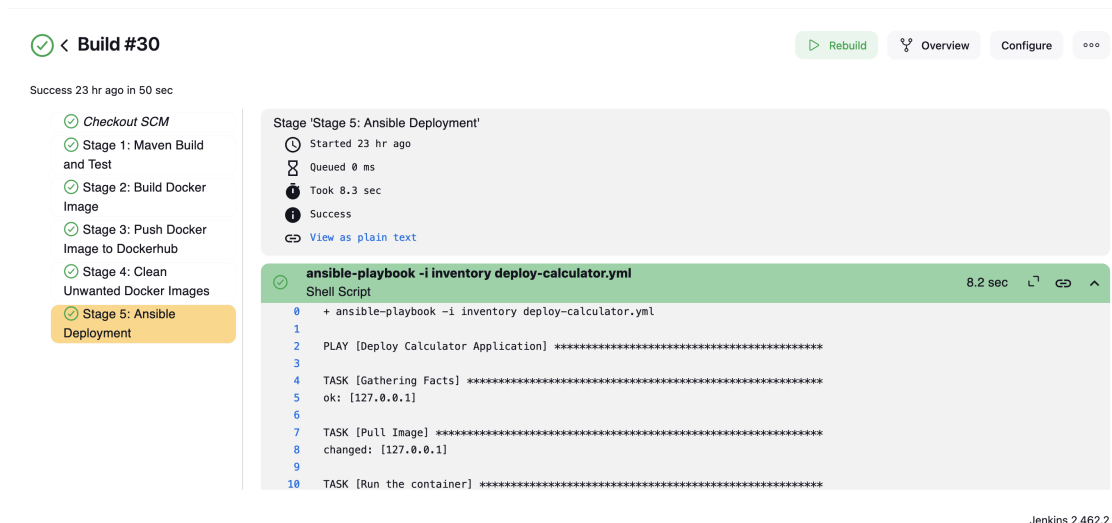 Build #30
Rebuild
Overview
Configure
Success 23 hr ago in 50 sec
Checkout SCM
Stage 1: Maven Build
and Test
Stage 2: Build Docker
Image
Stage 3: Push Docker
Image to Dockerhub
Stage 4: Clean
Unwanted Docker Images
Stage 5: Ansible
Deployment
Stage 'Stage 5: Ansible Deployment'
Started 23 hr ago
Queued 0 ms
Took 8.3 sec
Success
View as plain text
ansible-playbook -i inventory deploy-calculator.yml
Shell Script
8.2 sec
0 + ansible-playbook -i inventory deploy-calculator.yml
1
2 PLAY [Deploy Calculator Application] *******************************************
3
4 TASK [Gathering Facts] *********************************************************
5 ok: [127.0.0.1]
6
7 TASK [Pull Image] **************************************************************
8 changed: [127.0.0.1]
9
10 TASK [Run the container] *******************************************************
Jenkins 2.462.2